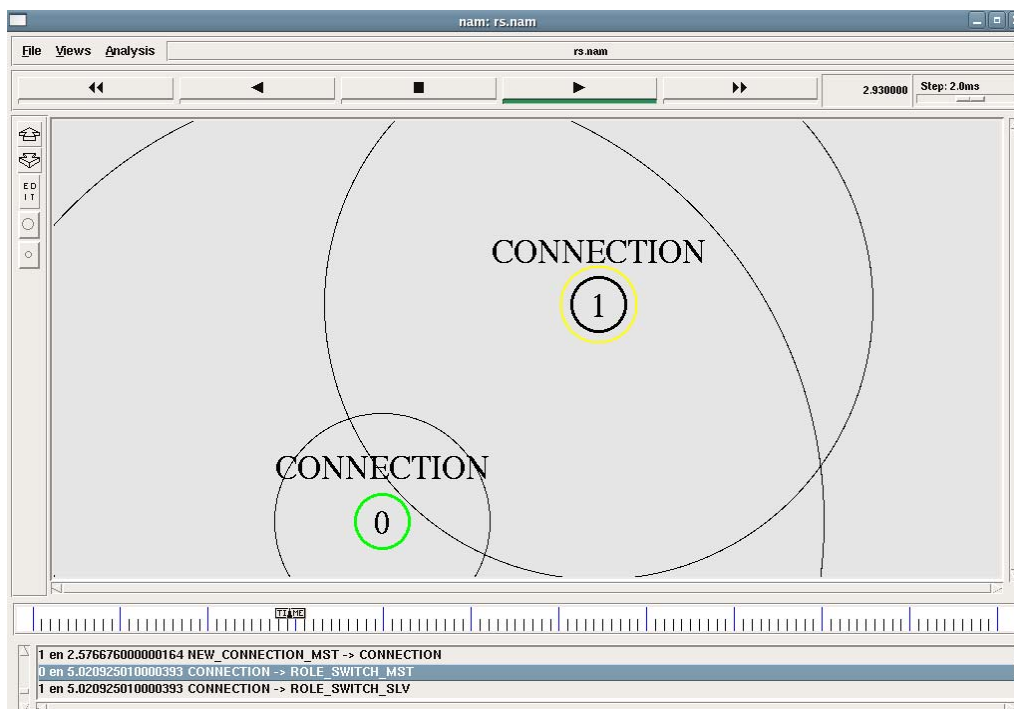 nam: rs.nam
File Views Analysis rs.nam
2.930000 Step: 2.0ms
ED
IT
CONNECTION
1
CONNECTION
0
TIME
1 en 2.576676000000164 NEW_CONNECTION_MST -> CONNECTION
0 en 5.020925010000393 CONNECTION -> ROLE_SWITCH_MST
1 en 5.020925010000393 CONNECTION -> ROLE_SWITCH_SLV